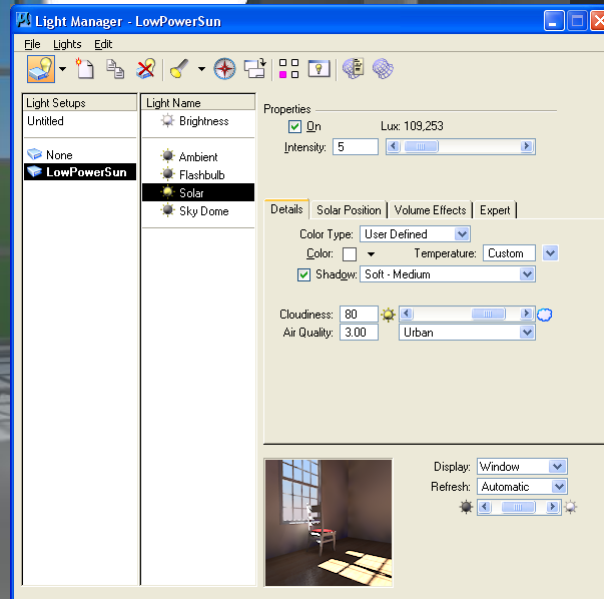 Light Manager - LowPowerSun
File Lights Edit
Light Setups
Untitled
None
LowPowerSun
Light Name
Brightness
Ambient
Flashbulb
Solar
Sky Dome
Properties
On Lux: 109,253
Intensity: 5
Details Solar Position Volume Effects Expert
Color Type: User Defined
Color: Temperature: Custom
Shadow: Soft - Medium
Cloudiness: 80
Air Quality: 3.00 Urban
Display: Window
Refresh: Automatic